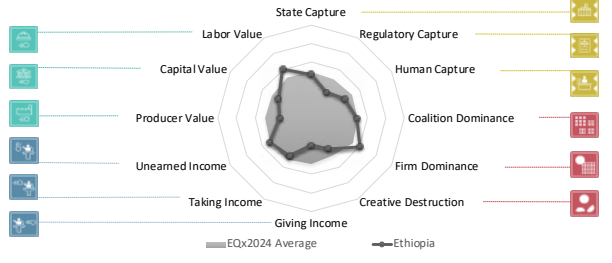 State Capture
Labor Value
Regulatory Capture
Capital Value
Human Capture
Producer Value
Coalition Dominance
Unearned Income
Firm Dominance
Taking Income
Creative Destruction
Giving Income
EQx2024 Average
Ethiopia